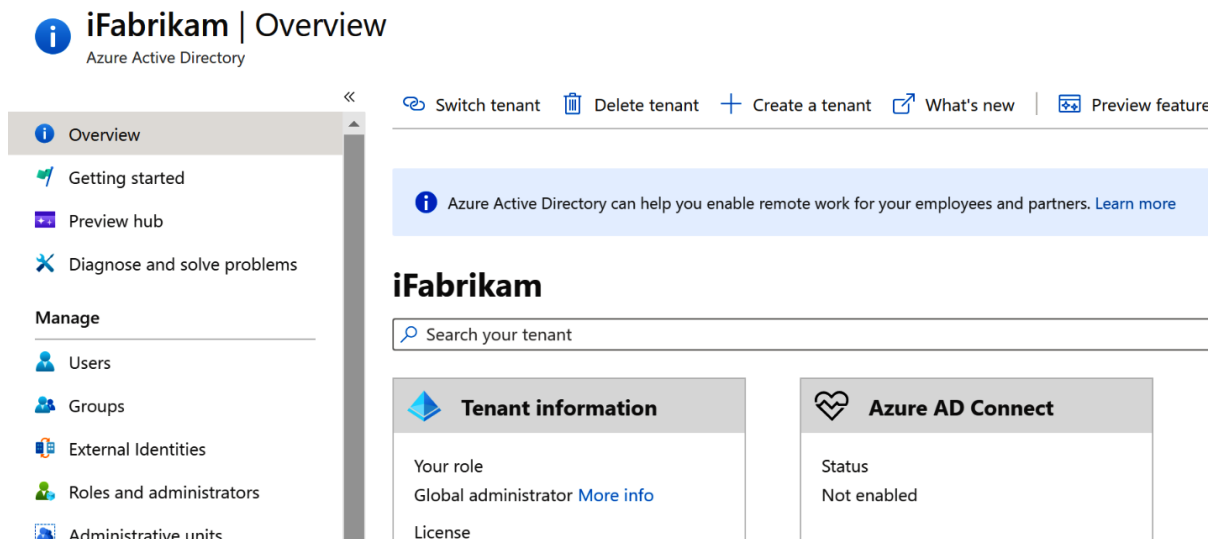 iFabrikam | Overview
Azure Active Directory
«
Switch tenant Delete tenant Create a tenant What's new Preview feature
Overview
Getting started
Preview hub
Diagnose and solve problems
Manage
Users
Groups
External Identities
Roles and administrators
Administrative units
Azure Active Directory can help you enable remote work for your employees and partners. Learn more
iFabrikam
Search your tenant
Tenant information
Your role
Global administrator More info
License
Azure AD Connect
Status
Not enabled